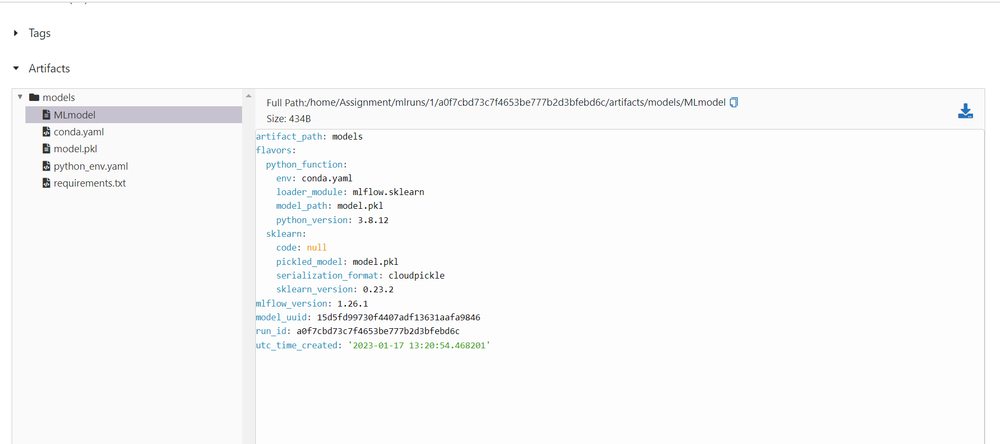 Tags
Artifacts
models
MLmodel
conda.yaml
model.pkl
python_env.yaml
requirements.txt
Full Path:/home/Assignment/mlruns/1/a0f7cbd73c7f4653be777b2d3bfebd6c/artifacts/models/MLmodel
Size: 434B
artifact_path: models
flavors:
  python_function:
    env: conda.yaml
    loader_module: mlflow.sklearn
    model_path: model.pkl
    python_version: 3.8.12
  sklearn:
    code: null
    pickled_model: model.pkl
    serialization_format: cloudpickle
    sklearn_version: 0.23.2
mlflow_version: 1.26.1
model_uuid: 15d5fd99730f4407adf13631aafa9846
run_id: a0f7cbd73c7f4653be777b2d3bfebd6c
utc_time_created: '2023-01-17 13:20:54.468201'